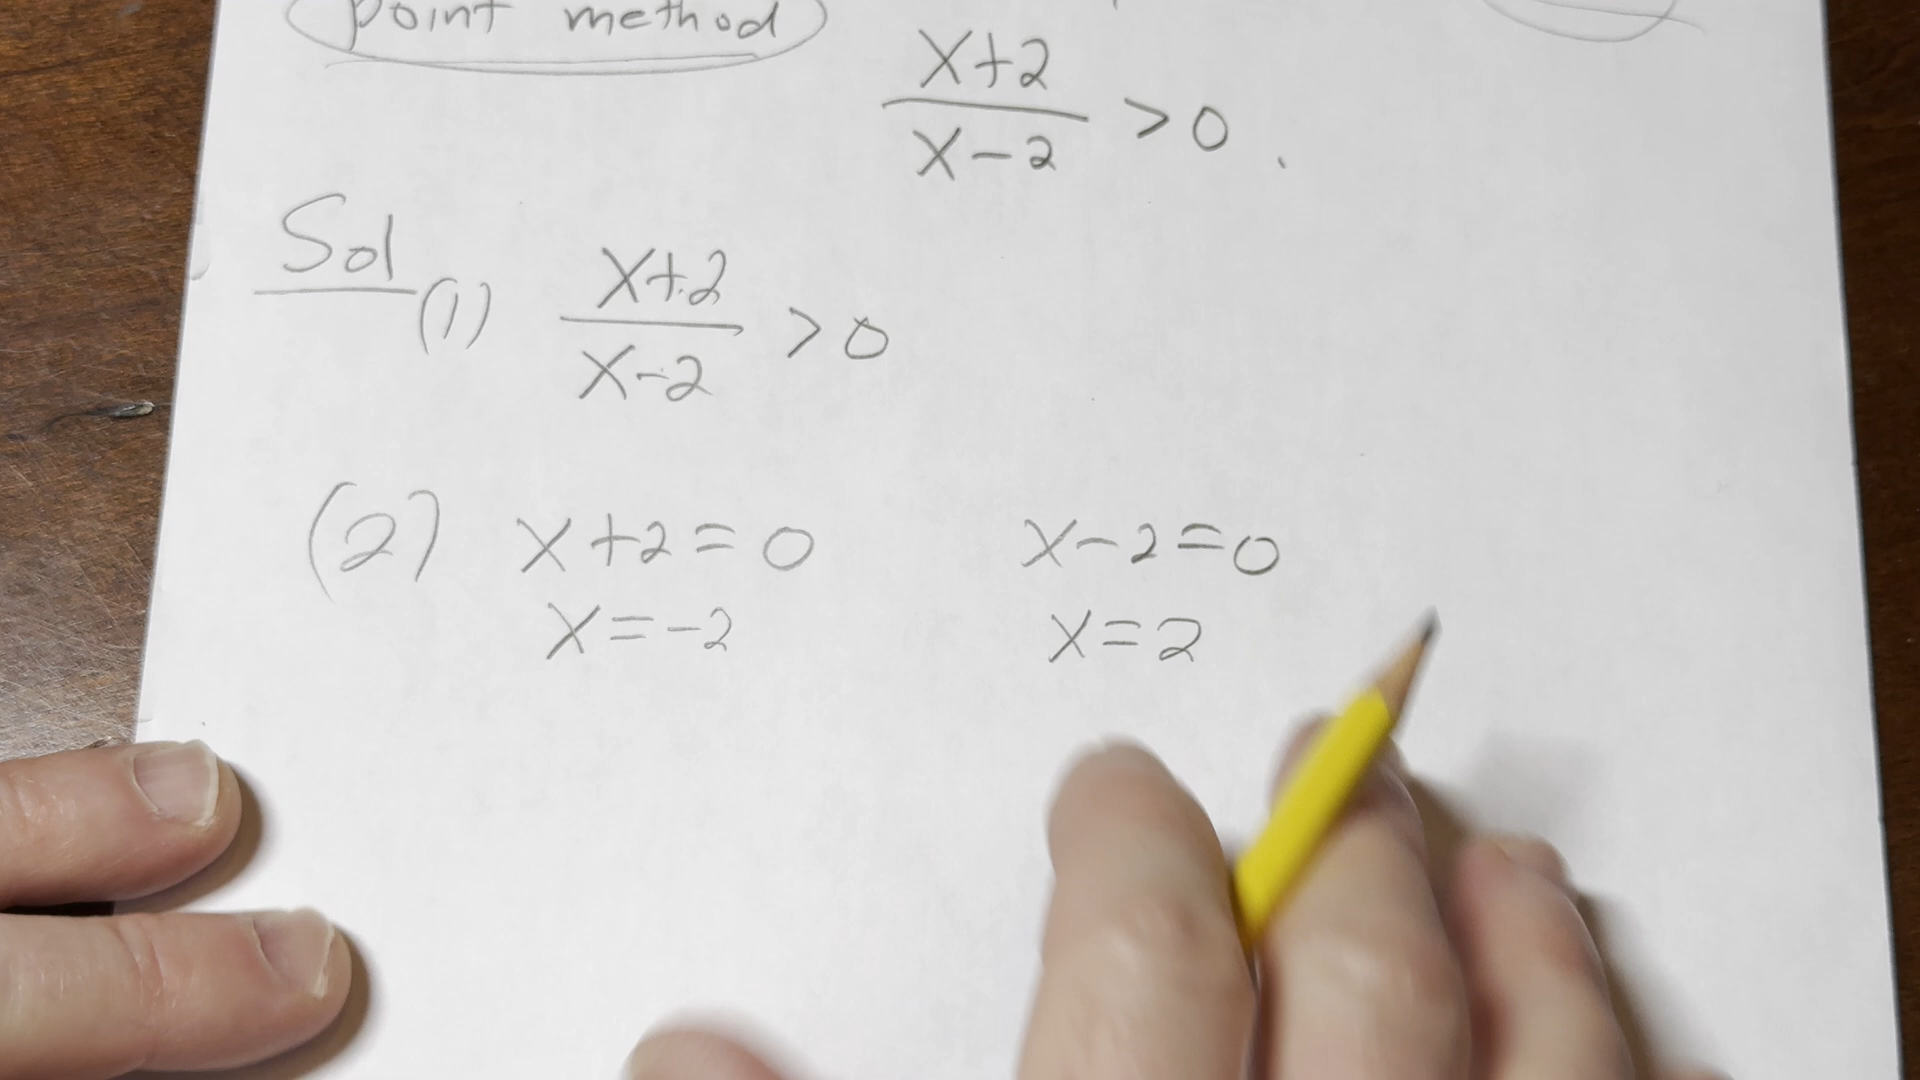 point method
x+2
x-2 > 0.
Sol
(1) x+2
x-2 > 0
(2) x+2=0 x-2=0
x=-2 x=2